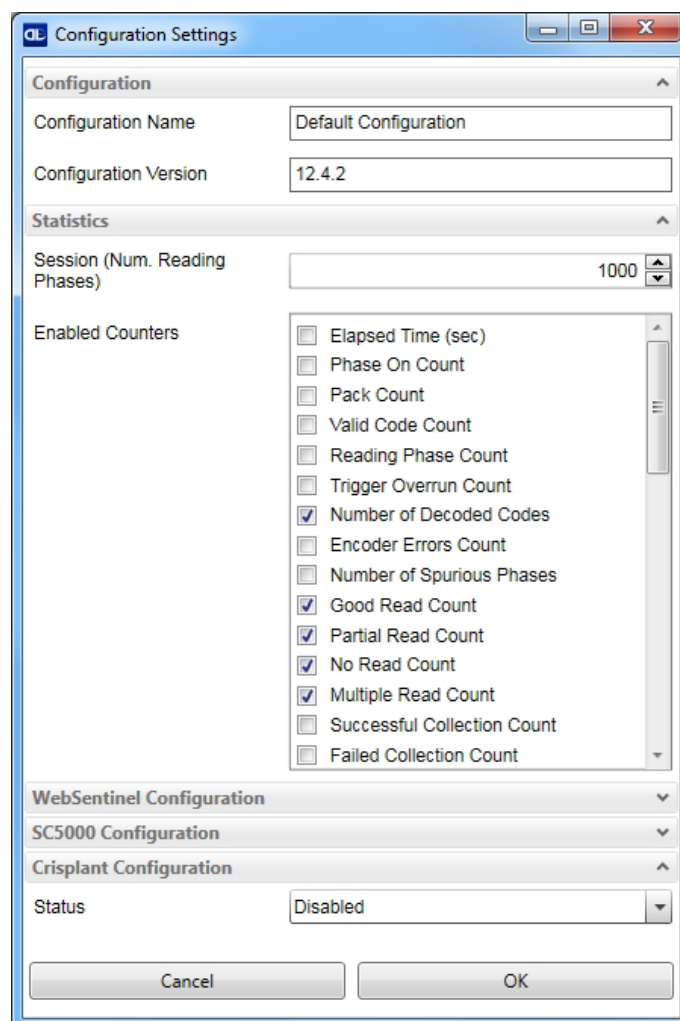 DL Configuration Settings
Configuration
Configuration Name Default Configuration
Configuration Version 12.4.2
Statistics
Session (Num. Reading
Phases)
1000
Enabled Counters
Elapsed Time (sec)
Phase On Count
Pack Count
Valid Code Count
Reading Phase Count
Trigger Overrun Count
Number of Decoded Codes
Encoder Errors Count
Number of Spurious Phases
Good Read Count
Partial Read Count
No Read Count
Multiple Read Count
Successful Collection Count
Failed Collection Count
WebSentinel Configuration
SC5000 Configuration
Crisplant Configuration
Status Disabled
Cancel OK